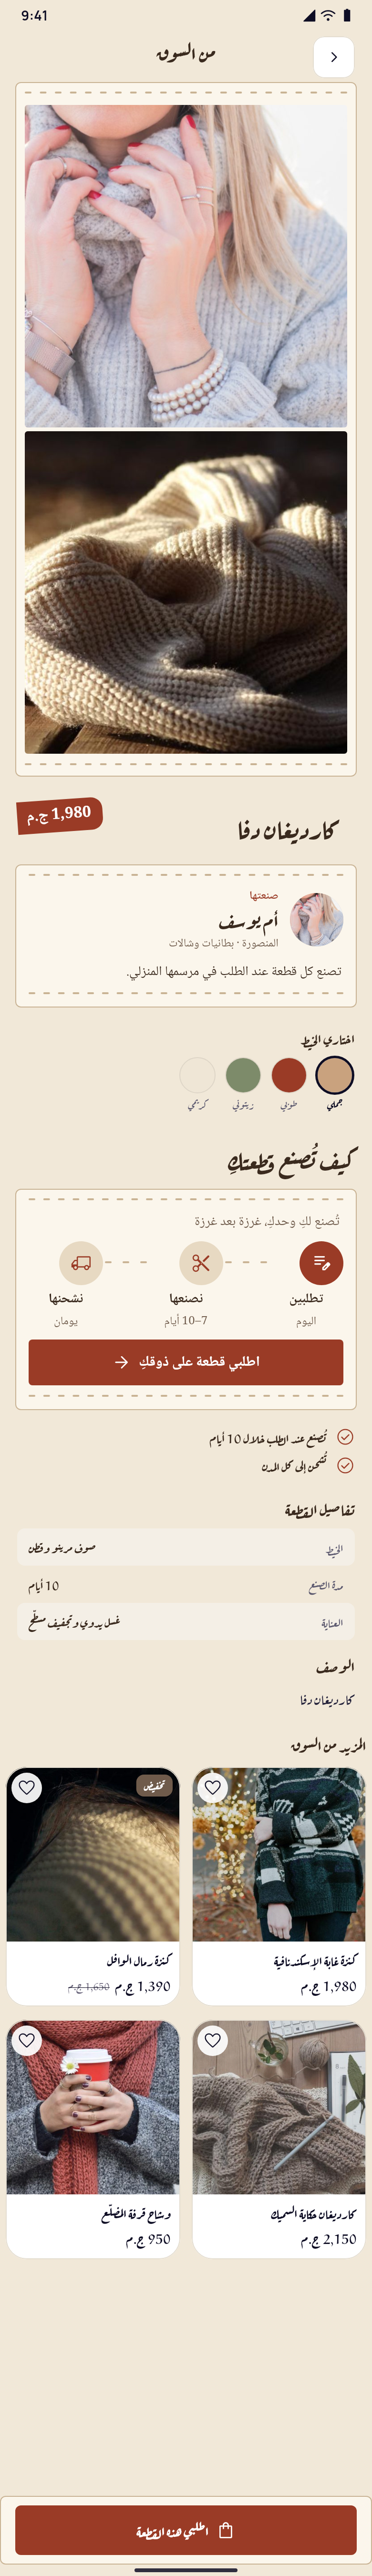 9:41
من السوق
1,980 ج.م
كارديغان دفا
صنعتها
أم يوسف
المنصورة · بطانيات وشالات
تصنع كل قطعة عند الطلب في مرسمها المنزلي.
اختاري الخيط
جملي
طوبي
زيتوني
كريمي
كيف تُصنع قطعتكِ
تُصنع لكِ وحدكِ، غرزة بعد غرزة
تطلبين
نصنعها
نشحنها
اليوم
7–10 أيام
يومان
اطلبي قطعة على ذوقكِ
تُصنع عند الطلب خلال 10 أيام
تُشحن إلى كل المدن
تفاصيل القطعة
الخيط
صوف مرينو وقطن
مدة الصنع
10 أيام
العناية
غسل يدوي وتجفيف مسطّح
الوصف
كارديغان دفا
المزيد من السوق
تخفيض
كنزة غابة الإسكندنافية
1,980 ج.م
كنزة رمال الوافل
1,390 ج.م 1,650 ج.م
كارديغان حكاية السميك
2,150 ج.م
وشاح قرفة المضلّع
950 ج.م
اطلبي هذه القطعة